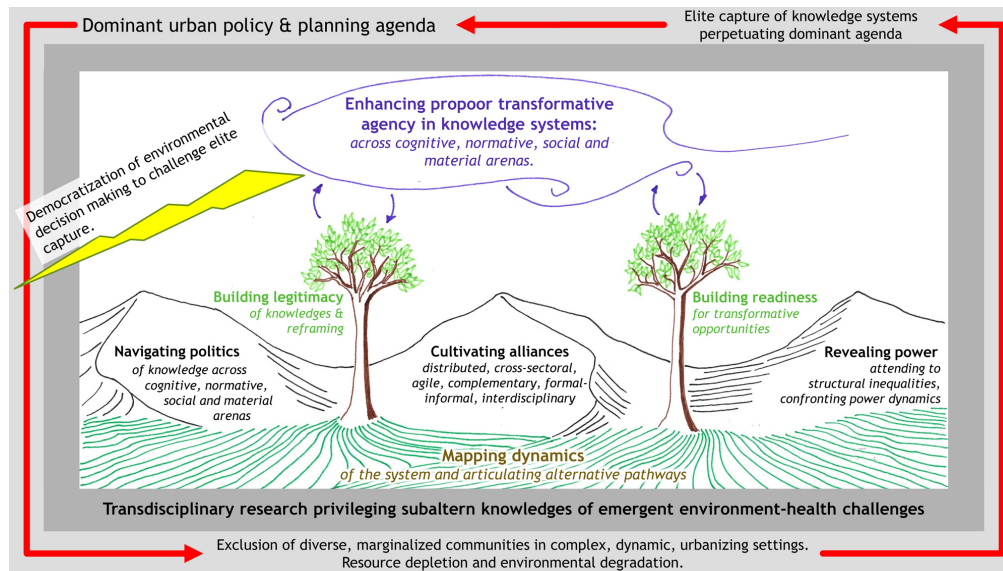 Dominant urban policy & planning agenda
Elite capture of knowledge systems
perpetuating dominant agenda
Enhancing propoor transformative
agency in knowledge systems:
across cognitive, normative, social and
material arenas.
Democratization of environmental
decision making to challenge elite
capture.
Building legitimacy
of knowledges &
reframing
Building readiness
for transformative
opportunities
Navigating politics
of knowledge across
cognitive, normative,
social and material
arenas
Cultivating alliances
distributed, cross-sectoral,
agile, complementary, formal-
informal, interdisciplinary
Revealing power
attending to
structural inequalities,
confronting power dynamics
Mapping dynamics
of the system and articulating alternative pathways
Transdisciplinary research privileging subaltern knowledges of emergent environment-health challenges
Exclusion of diverse, marginalized communities in complex, dynamic, urbanizing settings.
Resource depletion and environmental degradation.